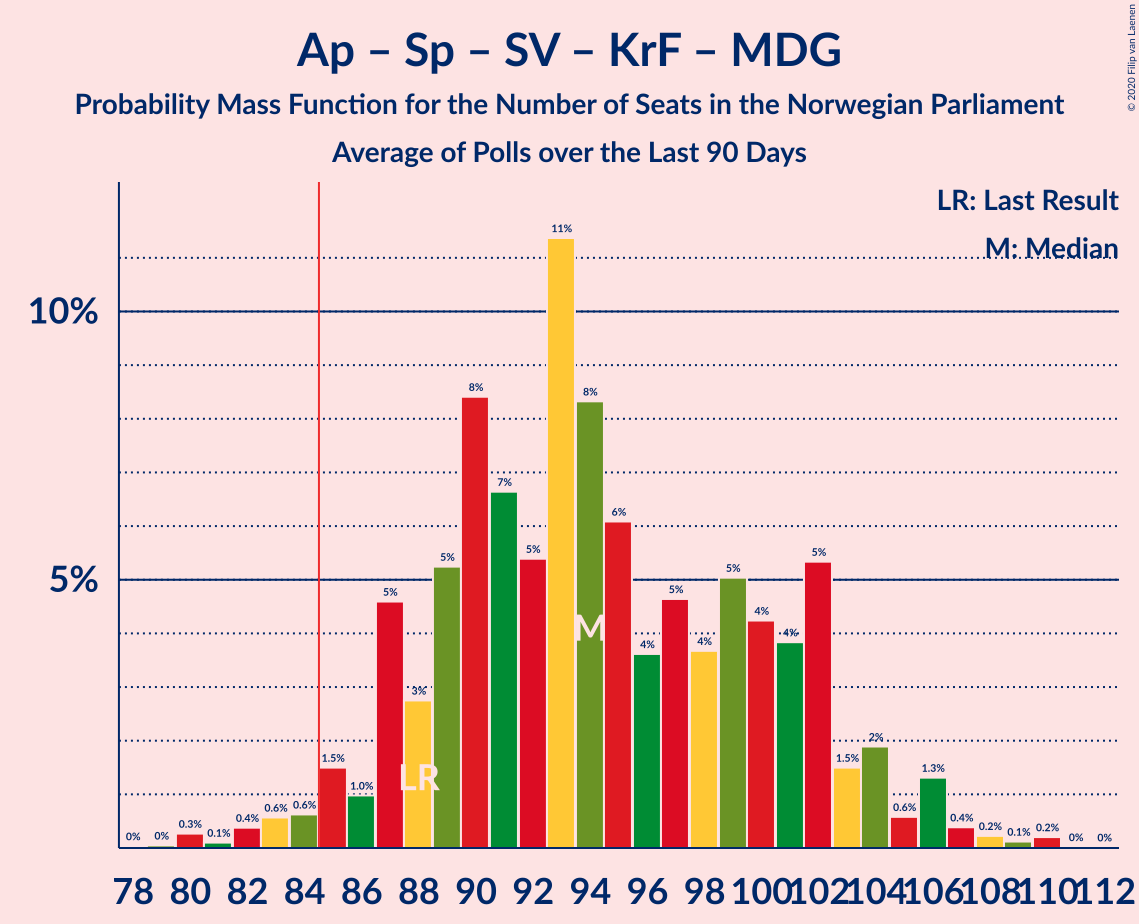 Ap – Sp – SV – KrF – MDG
Probability Mass Function for the Number of Seats in the Norwegian Parliament
Average of Polls over the Last 90 Days
© 2020 Filip van Laenen
LR: Last Result
M: Median
10%
5%
0% 0% 0.3% 0.1% 0.4% 0.6% 0.6% 1.5% 1.0% 5% 3% 5% 8% 7% 5% 11% 8% 6% 4% 5% 4% 5% 4% 4% 5% 1.5% 2% 0.6% 1.3% 0.4% 0.2% 0.1% 0.2% 0% 0%
M
LR
78 80 82 84 86 88 90 92 94 96 98 100 102 104 106 108 110 112